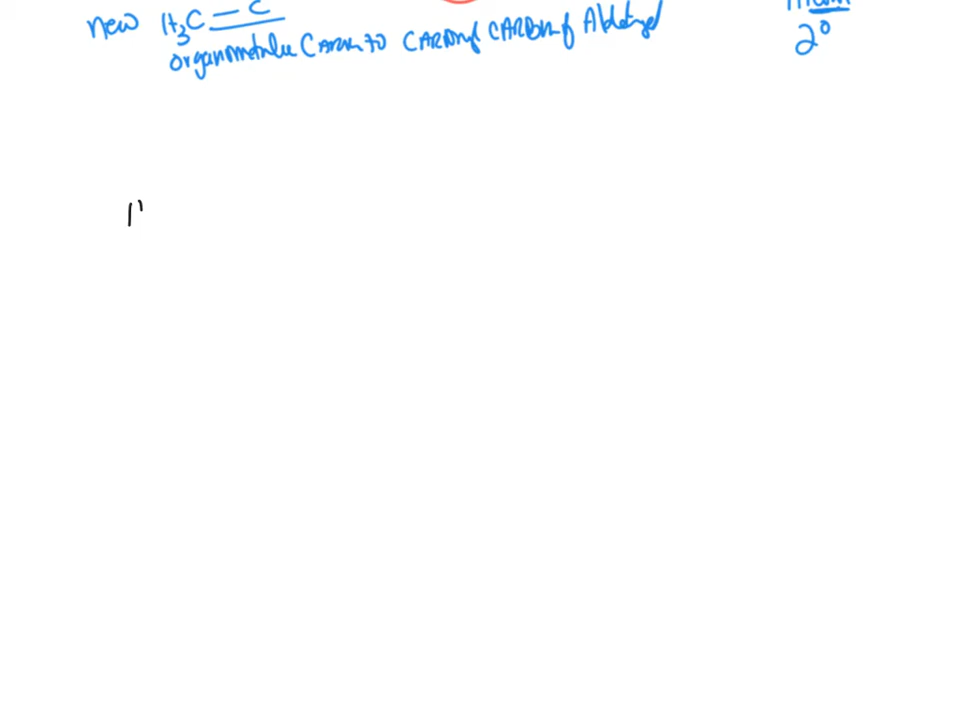 new H₃C — C
organometallic CARBON to CARBONYL CARBON of Aldehyde
2°